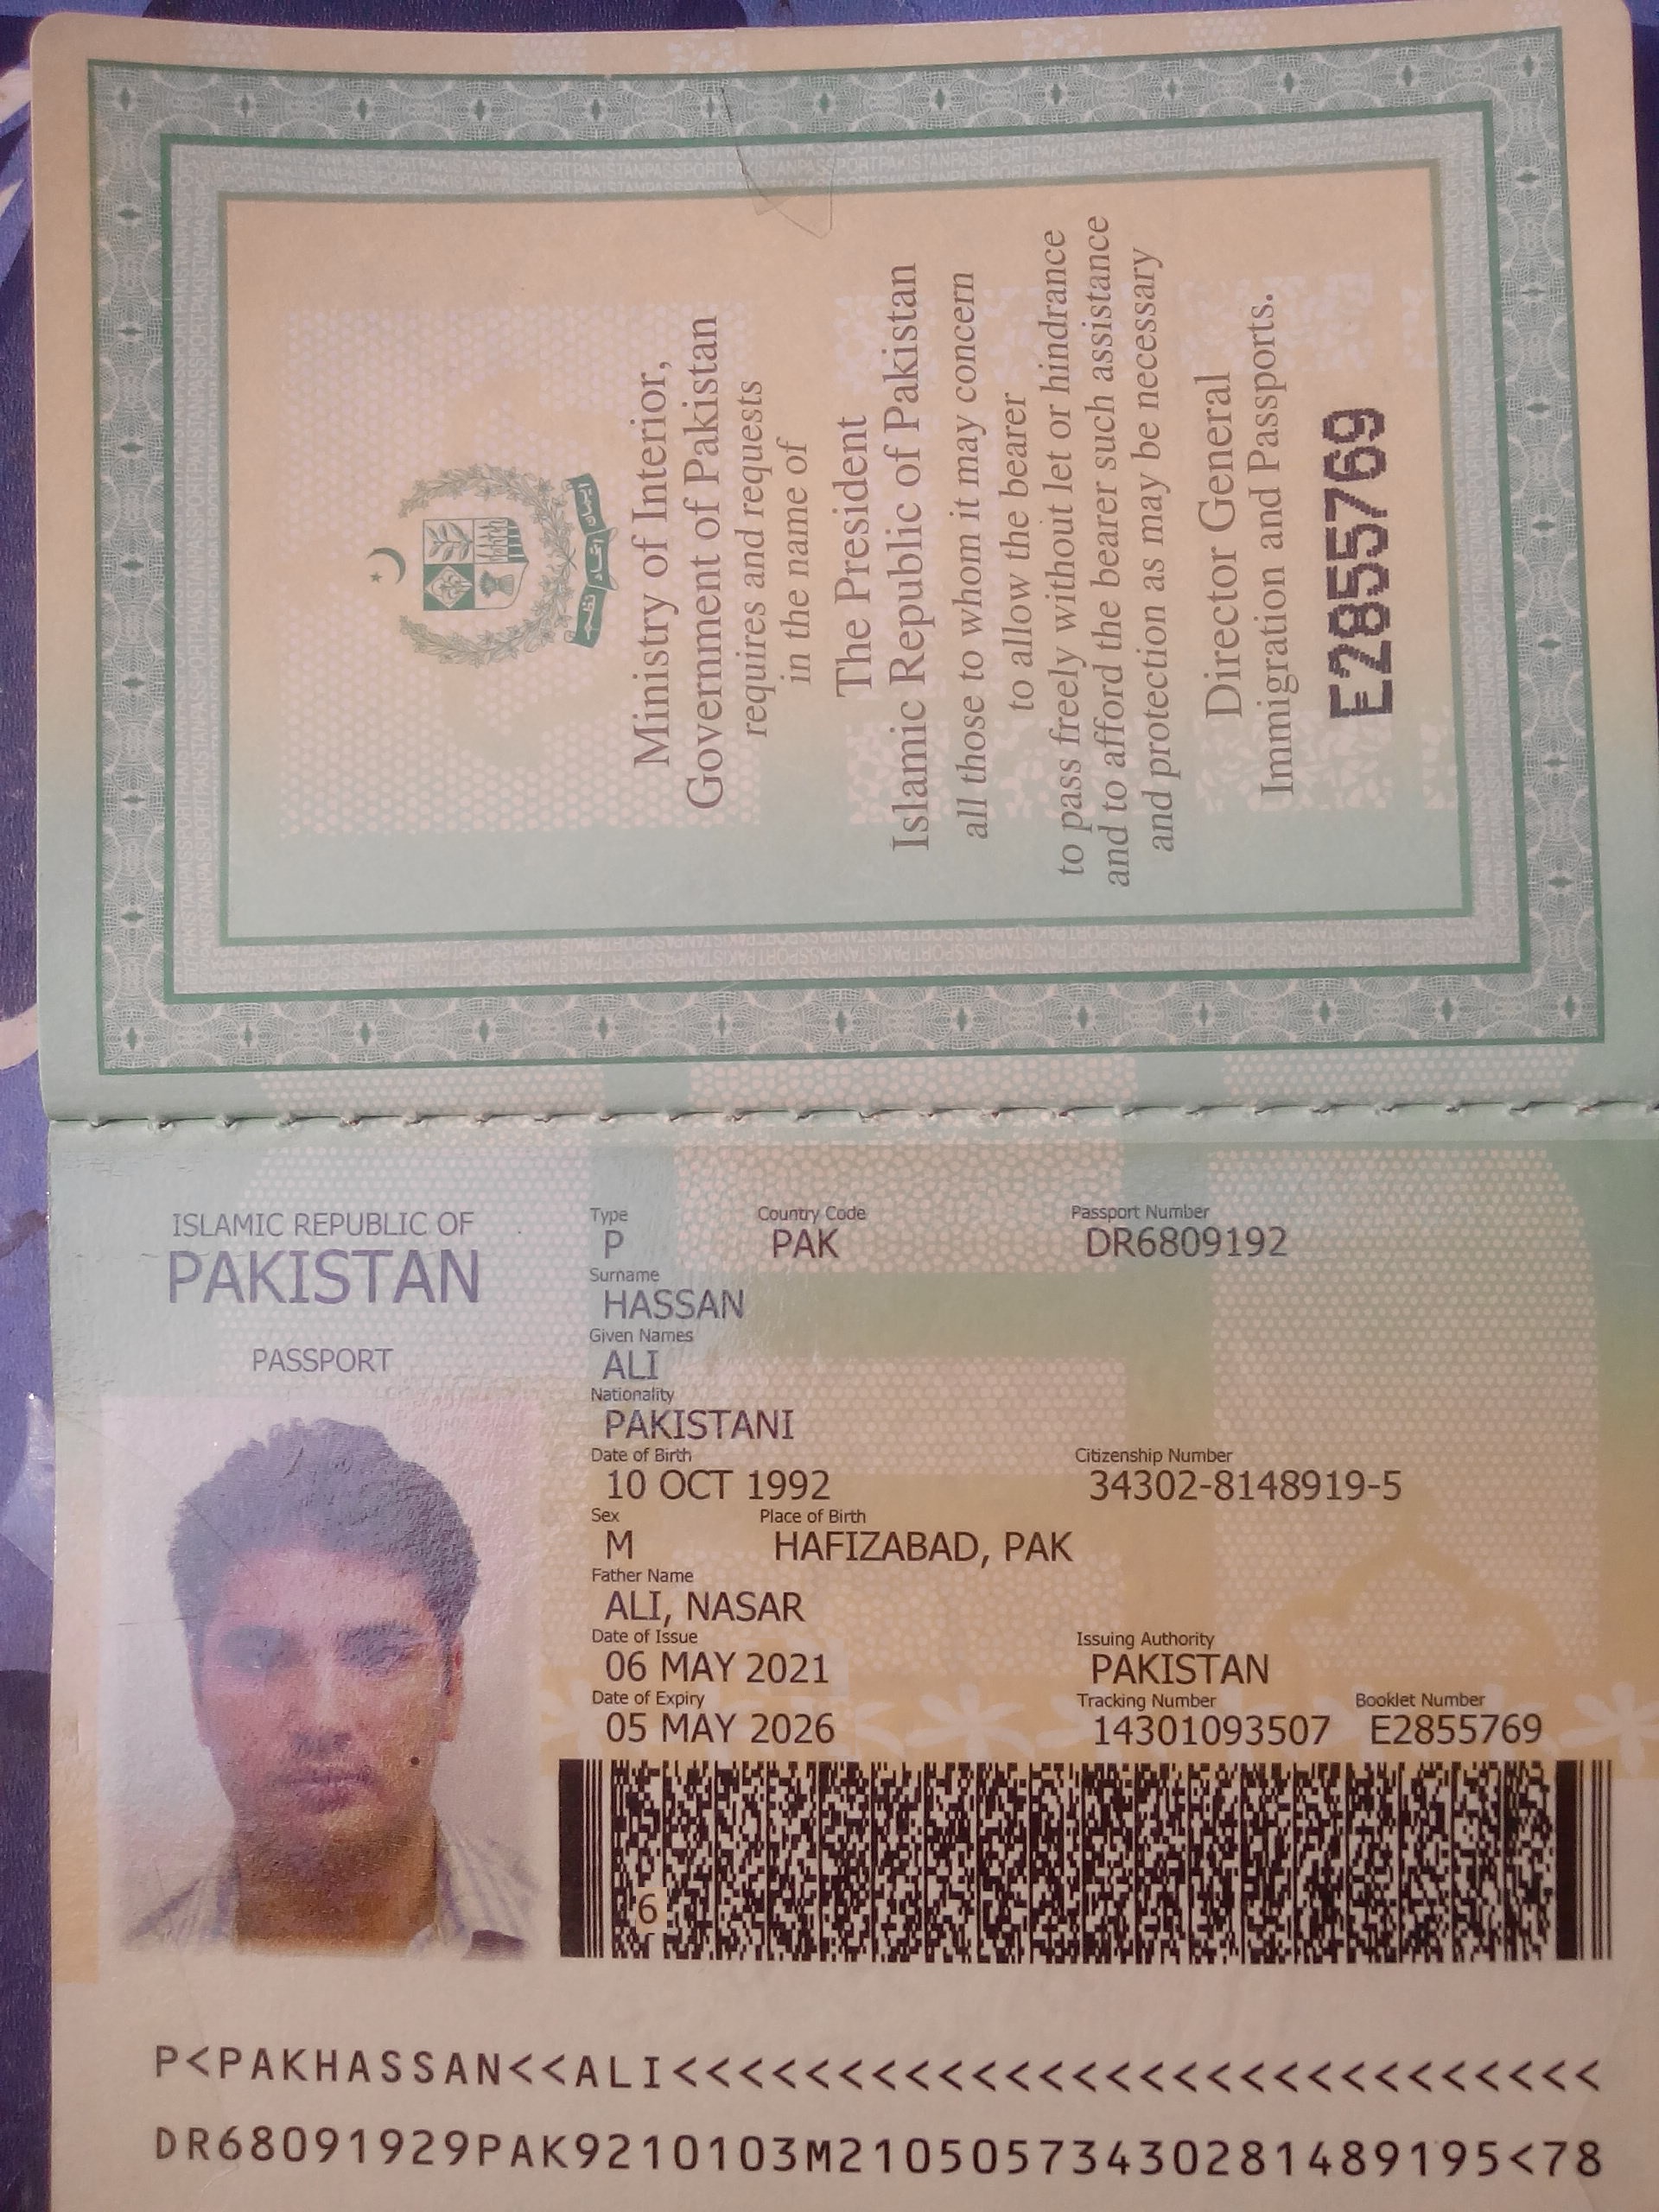 ایمان اتحاد نظم
Ministry of Interior,
Government of Pakistan
requires and requests
in the name of
The President
Islamic Republic of Pakistan
all those to whom it may concern
to allow the bearer
to pass freely without let or hindrance
and to afford the bearer such assistance
and protection as may be necessary
Director General
Immigration and Passports.
E2855769
ISLAMIC REPUBLIC OF
PAKISTAN
PASSPORT
Type Country Code Passport Number
P PAK DR6809192
Surname
HASSAN
Given Names
ALI
Nationality
PAKISTANI
Date of Birth Citizenship Number
10 OCT 1992 34302-8148919-5
Sex Place of Birth
M HAFIZABAD, PAK
Father Name
ALI, NASAR
Date of Issue Issuing Authority
06 MAY 2021 PAKISTAN
Date of Expiry Tracking Number Booklet Number
05 MAY 2026 14301093507 E2855769
6
P<PAKHASSAN<<ALI<<<<<<<<<<<<<<<<<<<<<<<<<<<<
DR68091929PAK9210103M21050573430281489195<78